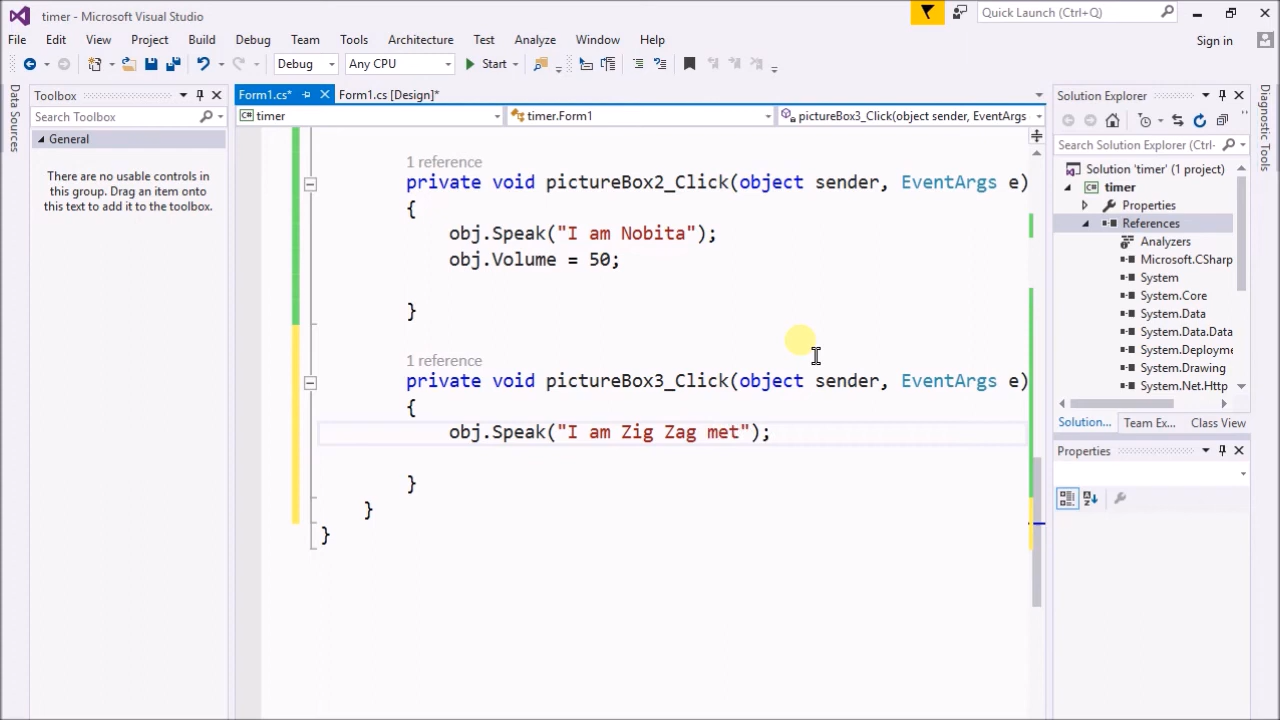 timer - Microsoft Visual Studio
Quick Launch (Ctrl+Q)
File Edit View Project Build Debug Team Tools Architecture Test Analyze Window Help
Sign in
Debug Any CPU Start
Data Sources
Toolbox
Search Toolbox
General
There are no usable controls in
this group. Drag an item onto
this text to add it to the toolbox.
Form1.cs* Form1.cs [Design]*
timer timer.Form1 pictureBox3_Click(object sender, EventArgs
1 reference
private void pictureBox2_Click(object sender, EventArgs e)
{
obj.Speak("I am Nobita");
obj.Volume = 50;
}
1 reference
private void pictureBox3_Click(object sender, EventArgs e)
{
obj.Speak("I am Zig Zag met");
}
}
}
Solution Explorer
Search Solution Explorer (Ctrl-
Solution 'timer' (1 project)
timer
Properties
References
Analyzers
Microsoft.CSharp
System
System.Core
System.Data
System.Data.Data
System.Deployme
System.Drawing
System.Net.Http
Solution... Team Ex... Class View
Properties
Diagnostic Tools